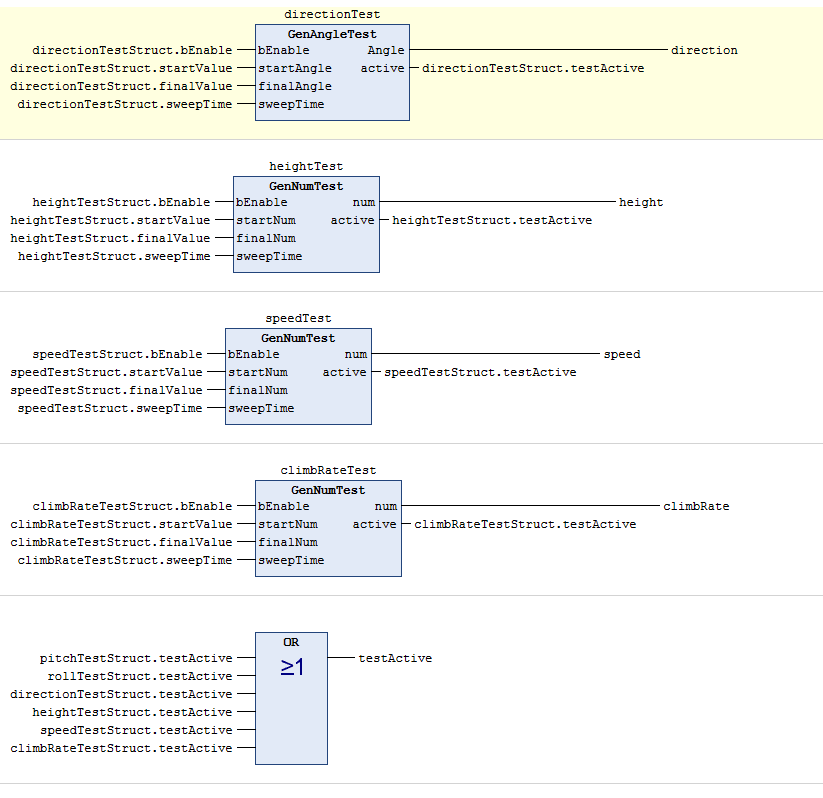 directionTest
GenAngleTest
directionTestStruct.bEnable bEnable Angle direction
directionTestStruct.startValue startAngle active directionTestStruct.testActive
directionTestStruct.finalValue finalAngle
directionTestStruct.sweepTime sweepTime
heightTest
GenNumTest
heightTestStruct.bEnable bEnable num height
heightTestStruct.startValue startNum active heightTestStruct.testActive
heightTestStruct.finalValue finalNum
heightTestStruct.sweepTime sweepTime
speedTest
GenNumTest
speedTestStruct.bEnable bEnable num speed
speedTestStruct.startValue startNum active speedTestStruct.testActive
speedTestStruct.finalValue finalNum
speedTestStruct.sweepTime sweepTime
climbRateTest
GenNumTest
climbRateTestStruct.bEnable bEnable num climbRate
climbRateTestStruct.startValue startNum active climbRateTestStruct.testActive
climbRateTestStruct.finalValue finalNum
climbRateTestStruct.sweepTime sweepTime
OR
≥1
pitchTestStruct.testActive testActive
rollTestStruct.testActive
directionTestStruct.testActive
heightTestStruct.testActive
speedTestStruct.testActive
climbRateTestStruct.testActive